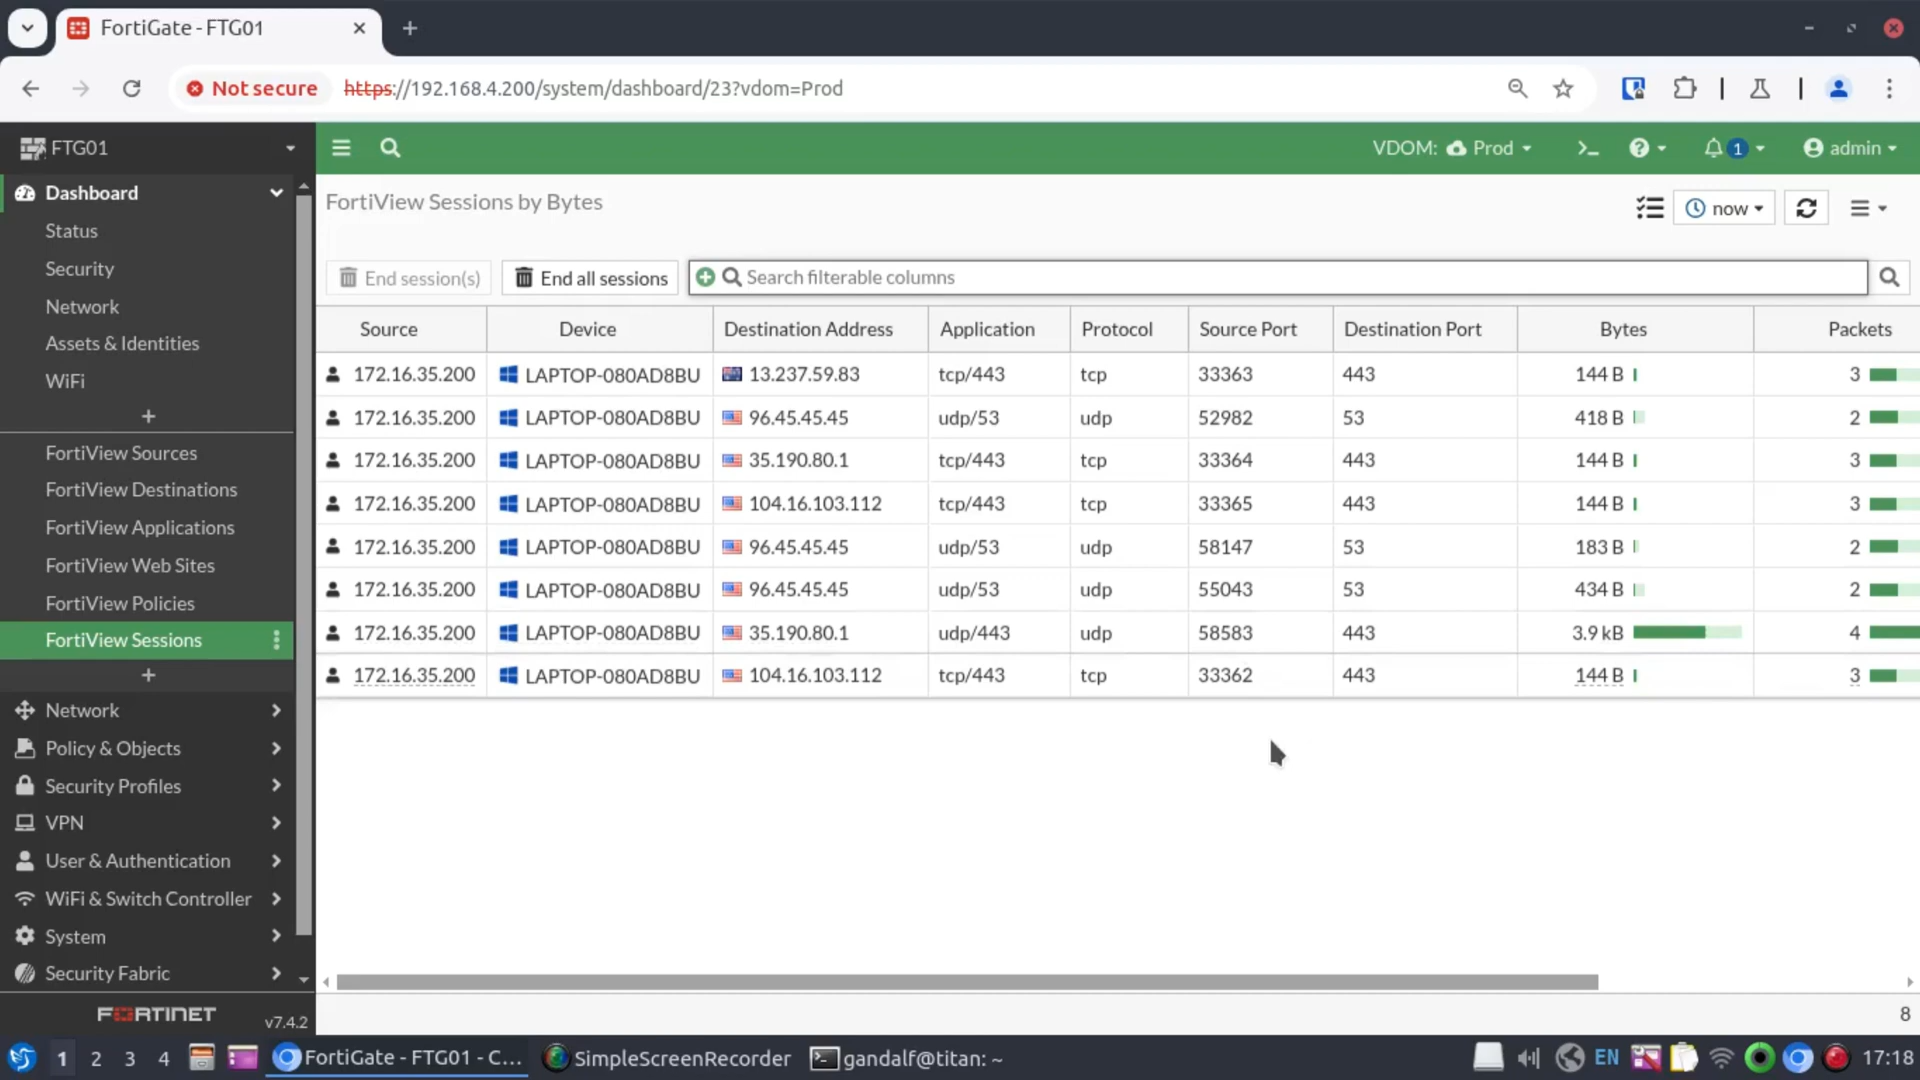 FortiGate - FTG01
Not secure https://192.168.4.200/system/dashboard/23?vdom=Prod
FTG01
VDOM: Prod >_ 1 admin
Dashboard
Status
Security
Network
Assets & Identities
WiFi
+
FortiView Sources
FortiView Destinations
FortiView Applications
FortiView Web Sites
FortiView Policies
FortiView Sessions
+
Network
Policy & Objects
Security Profiles
VPN
User & Authentication
WiFi & Switch Controller
System
Security Fabric
FORTINET v7.4.2
FortiView Sessions by Bytes
now
End session(s) End all sessions Search filterable columns
Source Device Destination Address Application Protocol Source Port Destination Port Bytes Packets
172.16.35.200 LAPTOP-080AD8BU 13.237.59.83 tcp/443 tcp 33363 443 144 B 3
172.16.35.200 LAPTOP-080AD8BU 96.45.45.45 udp/53 udp 52982 53 418 B 2
172.16.35.200 LAPTOP-080AD8BU 35.190.80.1 tcp/443 tcp 33364 443 144 B 3
172.16.35.200 LAPTOP-080AD8BU 104.16.103.112 tcp/443 tcp 33365 443 144 B 3
172.16.35.200 LAPTOP-080AD8BU 96.45.45.45 udp/53 udp 58147 53 183 B 2
172.16.35.200 LAPTOP-080AD8BU 96.45.45.45 udp/53 udp 55043 53 434 B 2
172.16.35.200 LAPTOP-080AD8BU 35.190.80.1 udp/443 udp 58583 443 3.9 kB 4
172.16.35.200 LAPTOP-080AD8BU 104.16.103.112 tcp/443 tcp 33362 443 144 B 3
8
1 2 3 4 FortiGate - FTG01 - C... SimpleScreenRecorder gandalf@titan: ~ EN 17:18